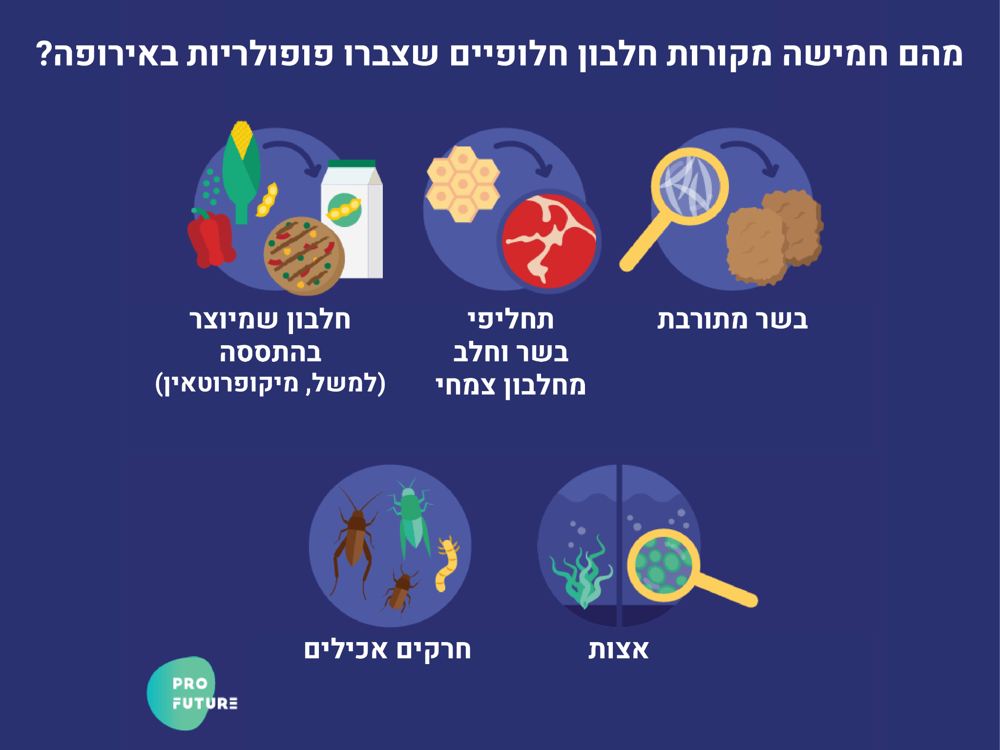 מהם חמישה מקורות חלבון חלופיים שצברו פופולריות באירופה?
בשר מתורבת
תחליפי
בשר וחלב
מחלבון צמחי
חלבון שמיוצר
בהתססה
(למשל, מיקופרוטאין)
אצות
חרקים אכילים
PRO
FUTURE